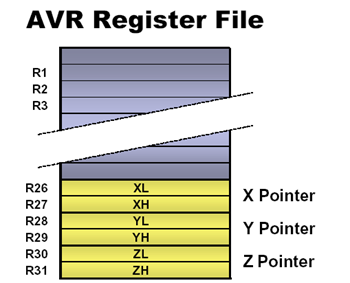 AVR Register File
R1
R2
R3
R26 XL
R27 XH
X Pointer
R28 YL
R29 YH
Y Pointer
R30 ZL
R31 ZH
Z Pointer